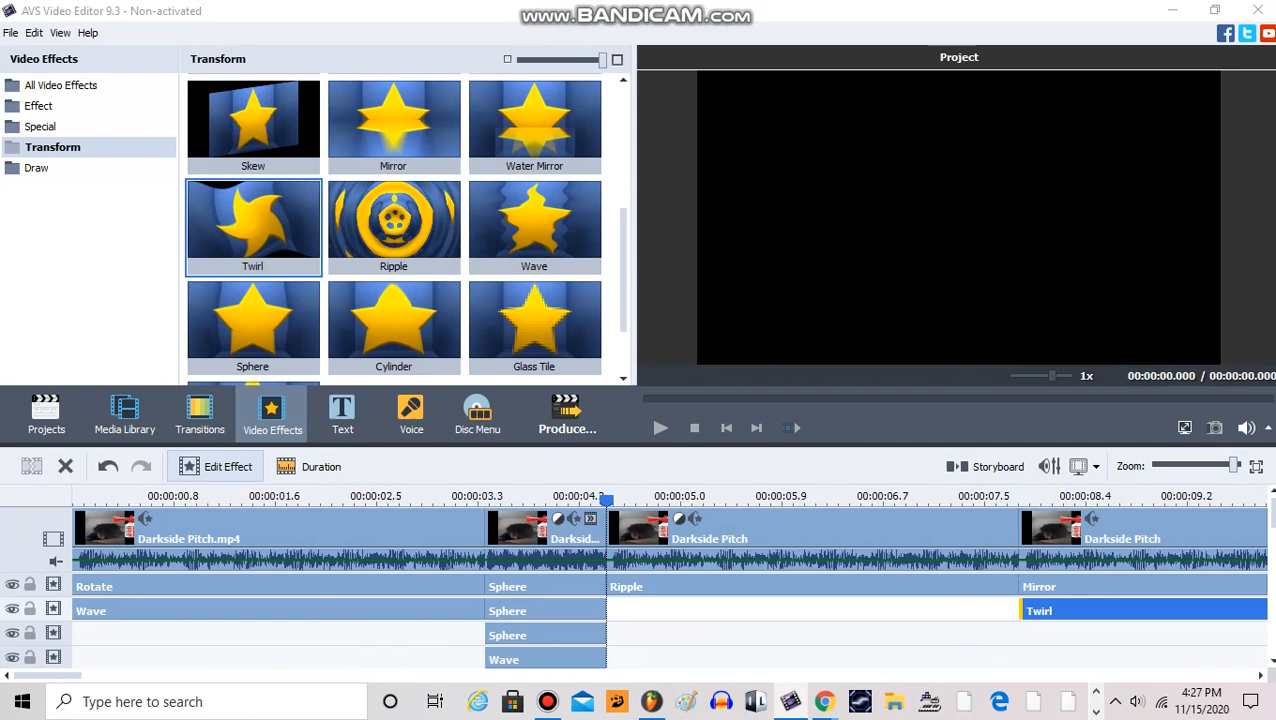 AVS Video Editor 9.3 - Non-activated
www.BANDICAM.com
File Edit View Help
Video Effects
Transform
Project
All Video Effects
Effect
Special
Transform
Draw
Skew
Mirror
Water Mirror
Twirl
Ripple
Wave
Sphere
Cylinder
Glass Tile
1x
00:00:00.000 / 00:00:00.000
Projects
Media Library
Transitions
Video Effects
Text
Voice
Disc Menu
Produce...
Edit Effect
Duration
Storyboard
Zoom:
00:00:00.8 00:00:01.6 00:00:02.5 00:00:03.3 00:00:04.2 00:00:05.0 00:00:05.9 00:00:06.7 00:00:07.5 00:00:08.4 00:00:09.2
Darkside Pitch.mp4
Darksid...
Darkside Pitch
Darkside Pitch
Rotate Sphere Ripple Mirror
Wave Sphere Twirl
Sphere
Wave
Type here to search
4:27 PM
11/15/2020